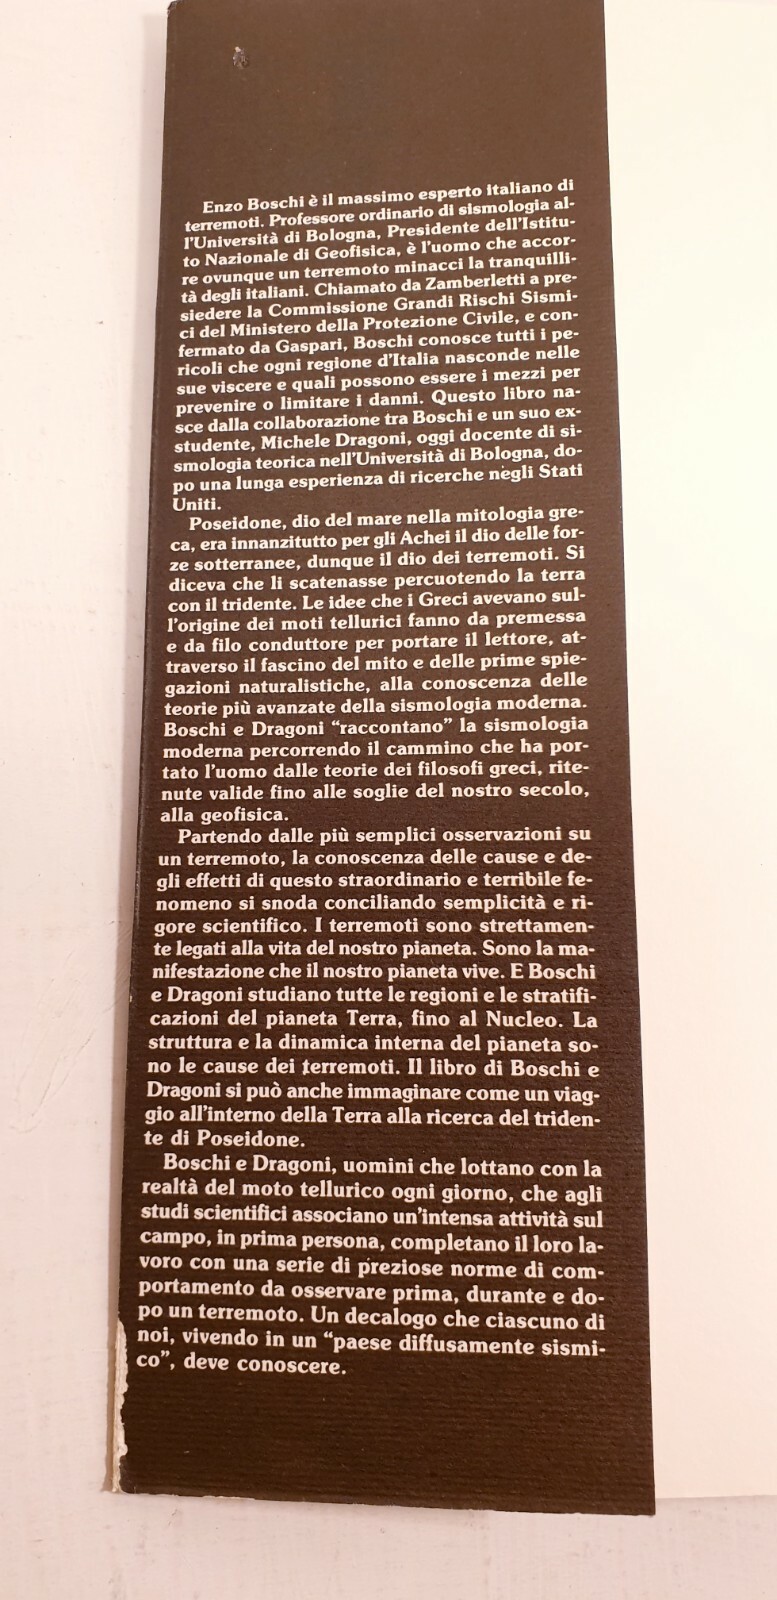 Enzo Boschi è il massimo esperto italiano di
terremoti. Professore ordinario di sismologia al-
l'Università di Bologna, Presidente dell'Istitu-
to Nazionale di Geofisica, è l'uomo che accor-
re ovunque un terremoto minacci la tranquilli-
tà degli italiani. Chiamato da Zamberletti a pre-
siedere la Commissione Grandi Rischi Sismi-
ci del Ministero della Protezione Civile, e con-
fermato da Gaspari, Boschi conosce tutti i pe-
ricoli che ogni regione d'Italia nasconde nelle
sue viscere e quali possono essere i mezzi per
prevenire o limitare i danni. Questo libro na-
sce dalla collaborazione tra Boschi e un suo ex-
studente, Michele Dragoni, oggi docente di si-
smologia teorica nell'Università di Bologna, do-
po una lunga esperienza di ricerche negli Stati
Uniti.
Poseidone, dio del mare nella mitologia gre-
ca, era innanzitutto per gli Achei il dio delle for-
ze sotterranee, dunque il dio dei terremoti. Si
diceva che li scatenasse percuotendo la terra
con il tridente. Le idee che i Greci avevano sul-
l'origine dei moti tellurici fanno da premessa
e da filo conduttore per portare il lettore, at-
traverso il fascino del mito e delle prime spie-
gazioni naturalistiche, alla conoscenza delle
teorie più avanzate della sismologia moderna.
Boschi e Dragoni "raccontano" la sismologia
moderna percorrendo il cammino che ha por-
tato l'uomo dalle teorie dei filosofi greci, rite-
nute valide fino alle soglie del nostro secolo,
alla geofisica.
Partendo dalle più semplici osservazioni su
un terremoto, la conoscenza delle cause e de-
gli effetti di questo straordinario e terribile fe-
nomeno si snoda conciliando semplicità e ri-
gore scientifico. I terremoti sono strettamen-
te legati alla vita del nostro pianeta. Sono la ma-
nifestazione che il nostro pianeta vive. E Boschi
e Dragoni studiano tutte le regioni e le stratifi-
cazioni del pianeta Terra, fino al Nucleo. La
struttura e la dinamica interna del pianeta so-
no le cause dei terremoti. Il libro di Boschi e
Dragoni si può anche immaginare come un viag-
gio all'interno della Terra alla ricerca del triden-
te di Poseidone.
Boschi e Dragoni, uomini che lottano con la
realtà del moto tellurico ogni giorno, che agli
studi scientifici associano un'intensa attività sul
campo, in prima persona, completano il loro la-
voro con una serie di preziose norme di com-
portamento da osservare prima, durante e do-
po un terremoto. Un decalogo che ciascuno di
noi, vivendo in un "paese diffusamente sismi-
co", deve conoscere.